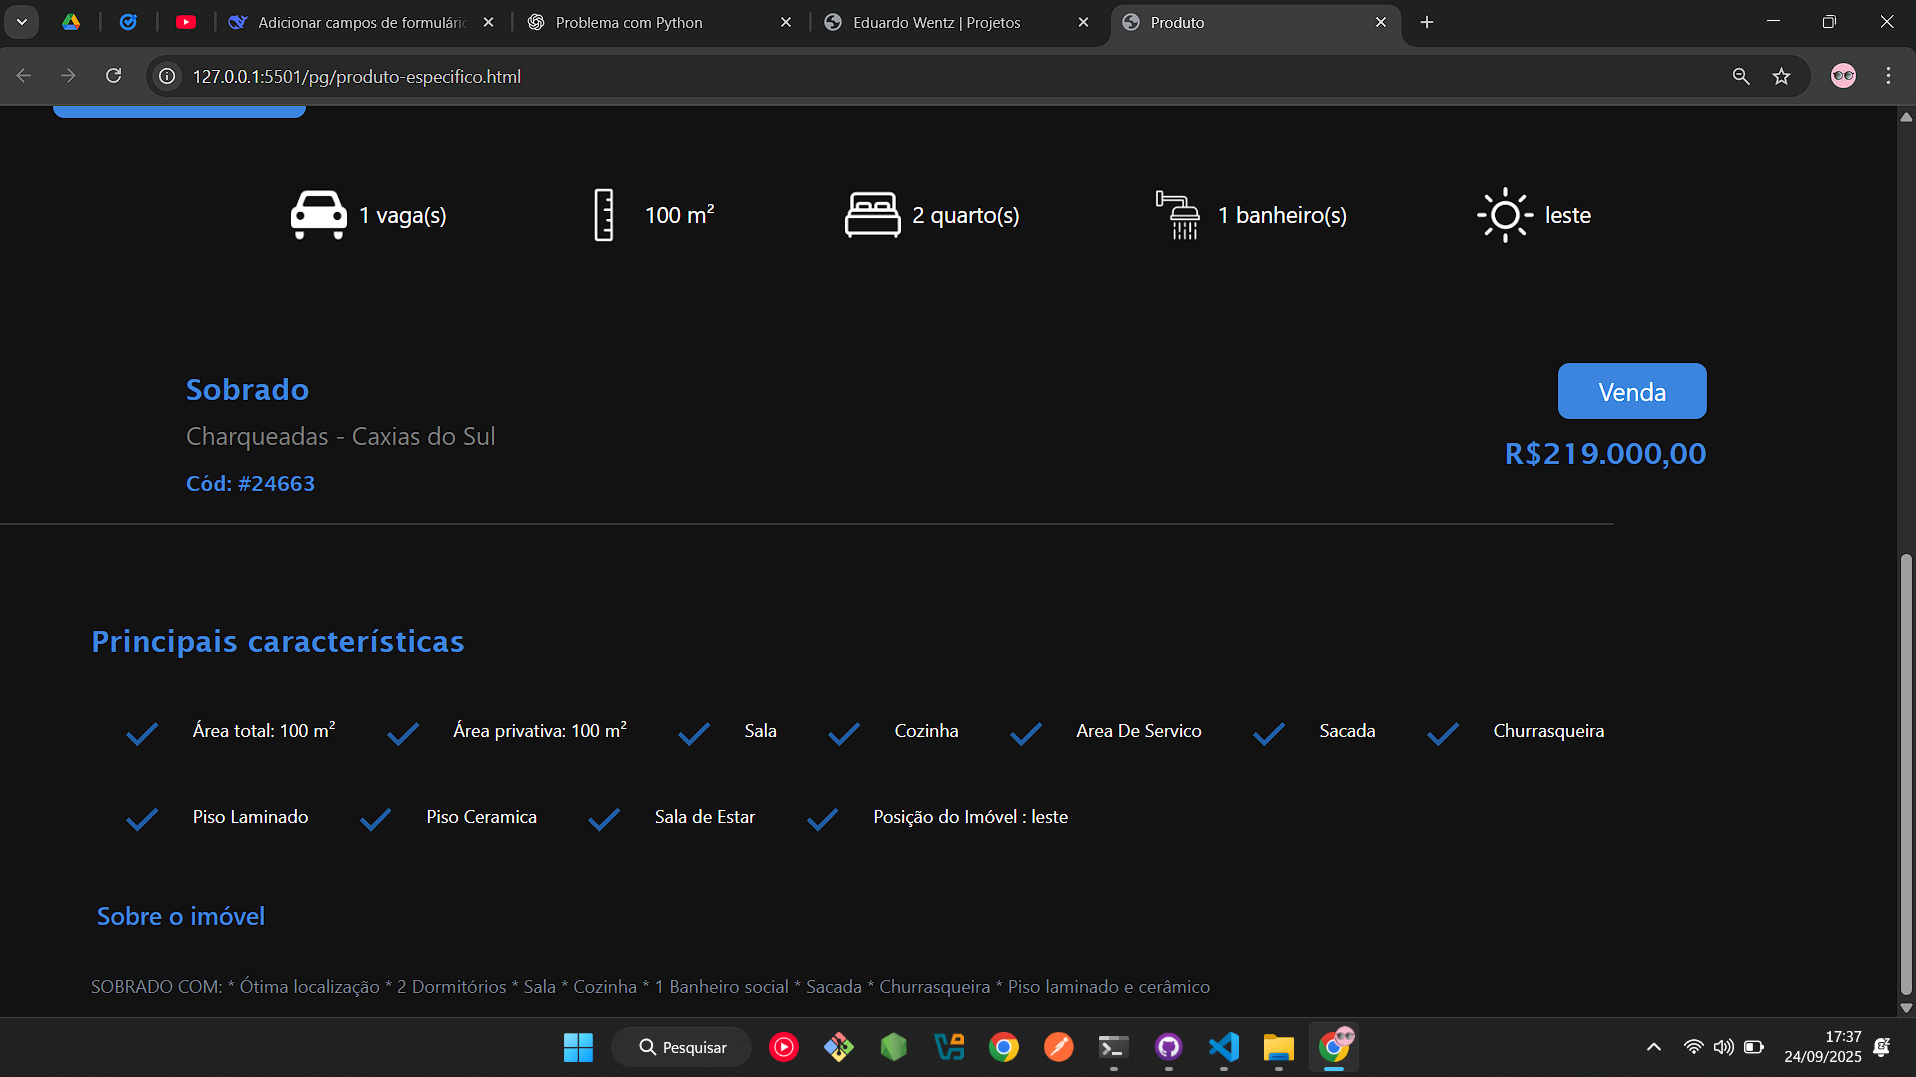 Adicionar campos de formulári
Problema com Python
Eduardo Wentz | Projetos
Produto
127.0.0.1:5501/pg/produto-especifico.html
1 vaga(s)
100 m²
2 quarto(s)
1 banheiro(s)
leste
Sobrado
Charqueadas - Caxias do Sul
Cód: #24663
Venda
R$219.000,00
Principais características
Área total: 100 m²
Área privativa: 100 m²
Sala
Cozinha
Area De Servico
Sacada
Churrasqueira
Piso Laminado
Piso Ceramica
Sala de Estar
Posição do Imóvel : leste
Sobre o imóvel
SOBRADO COM: * Ótima localização * 2 Dormitórios * Sala * Cozinha * 1 Banheiro social * Sacada * Churrasqueira * Piso laminado e cerâmico
Pesquisar
17:37
24/09/2025